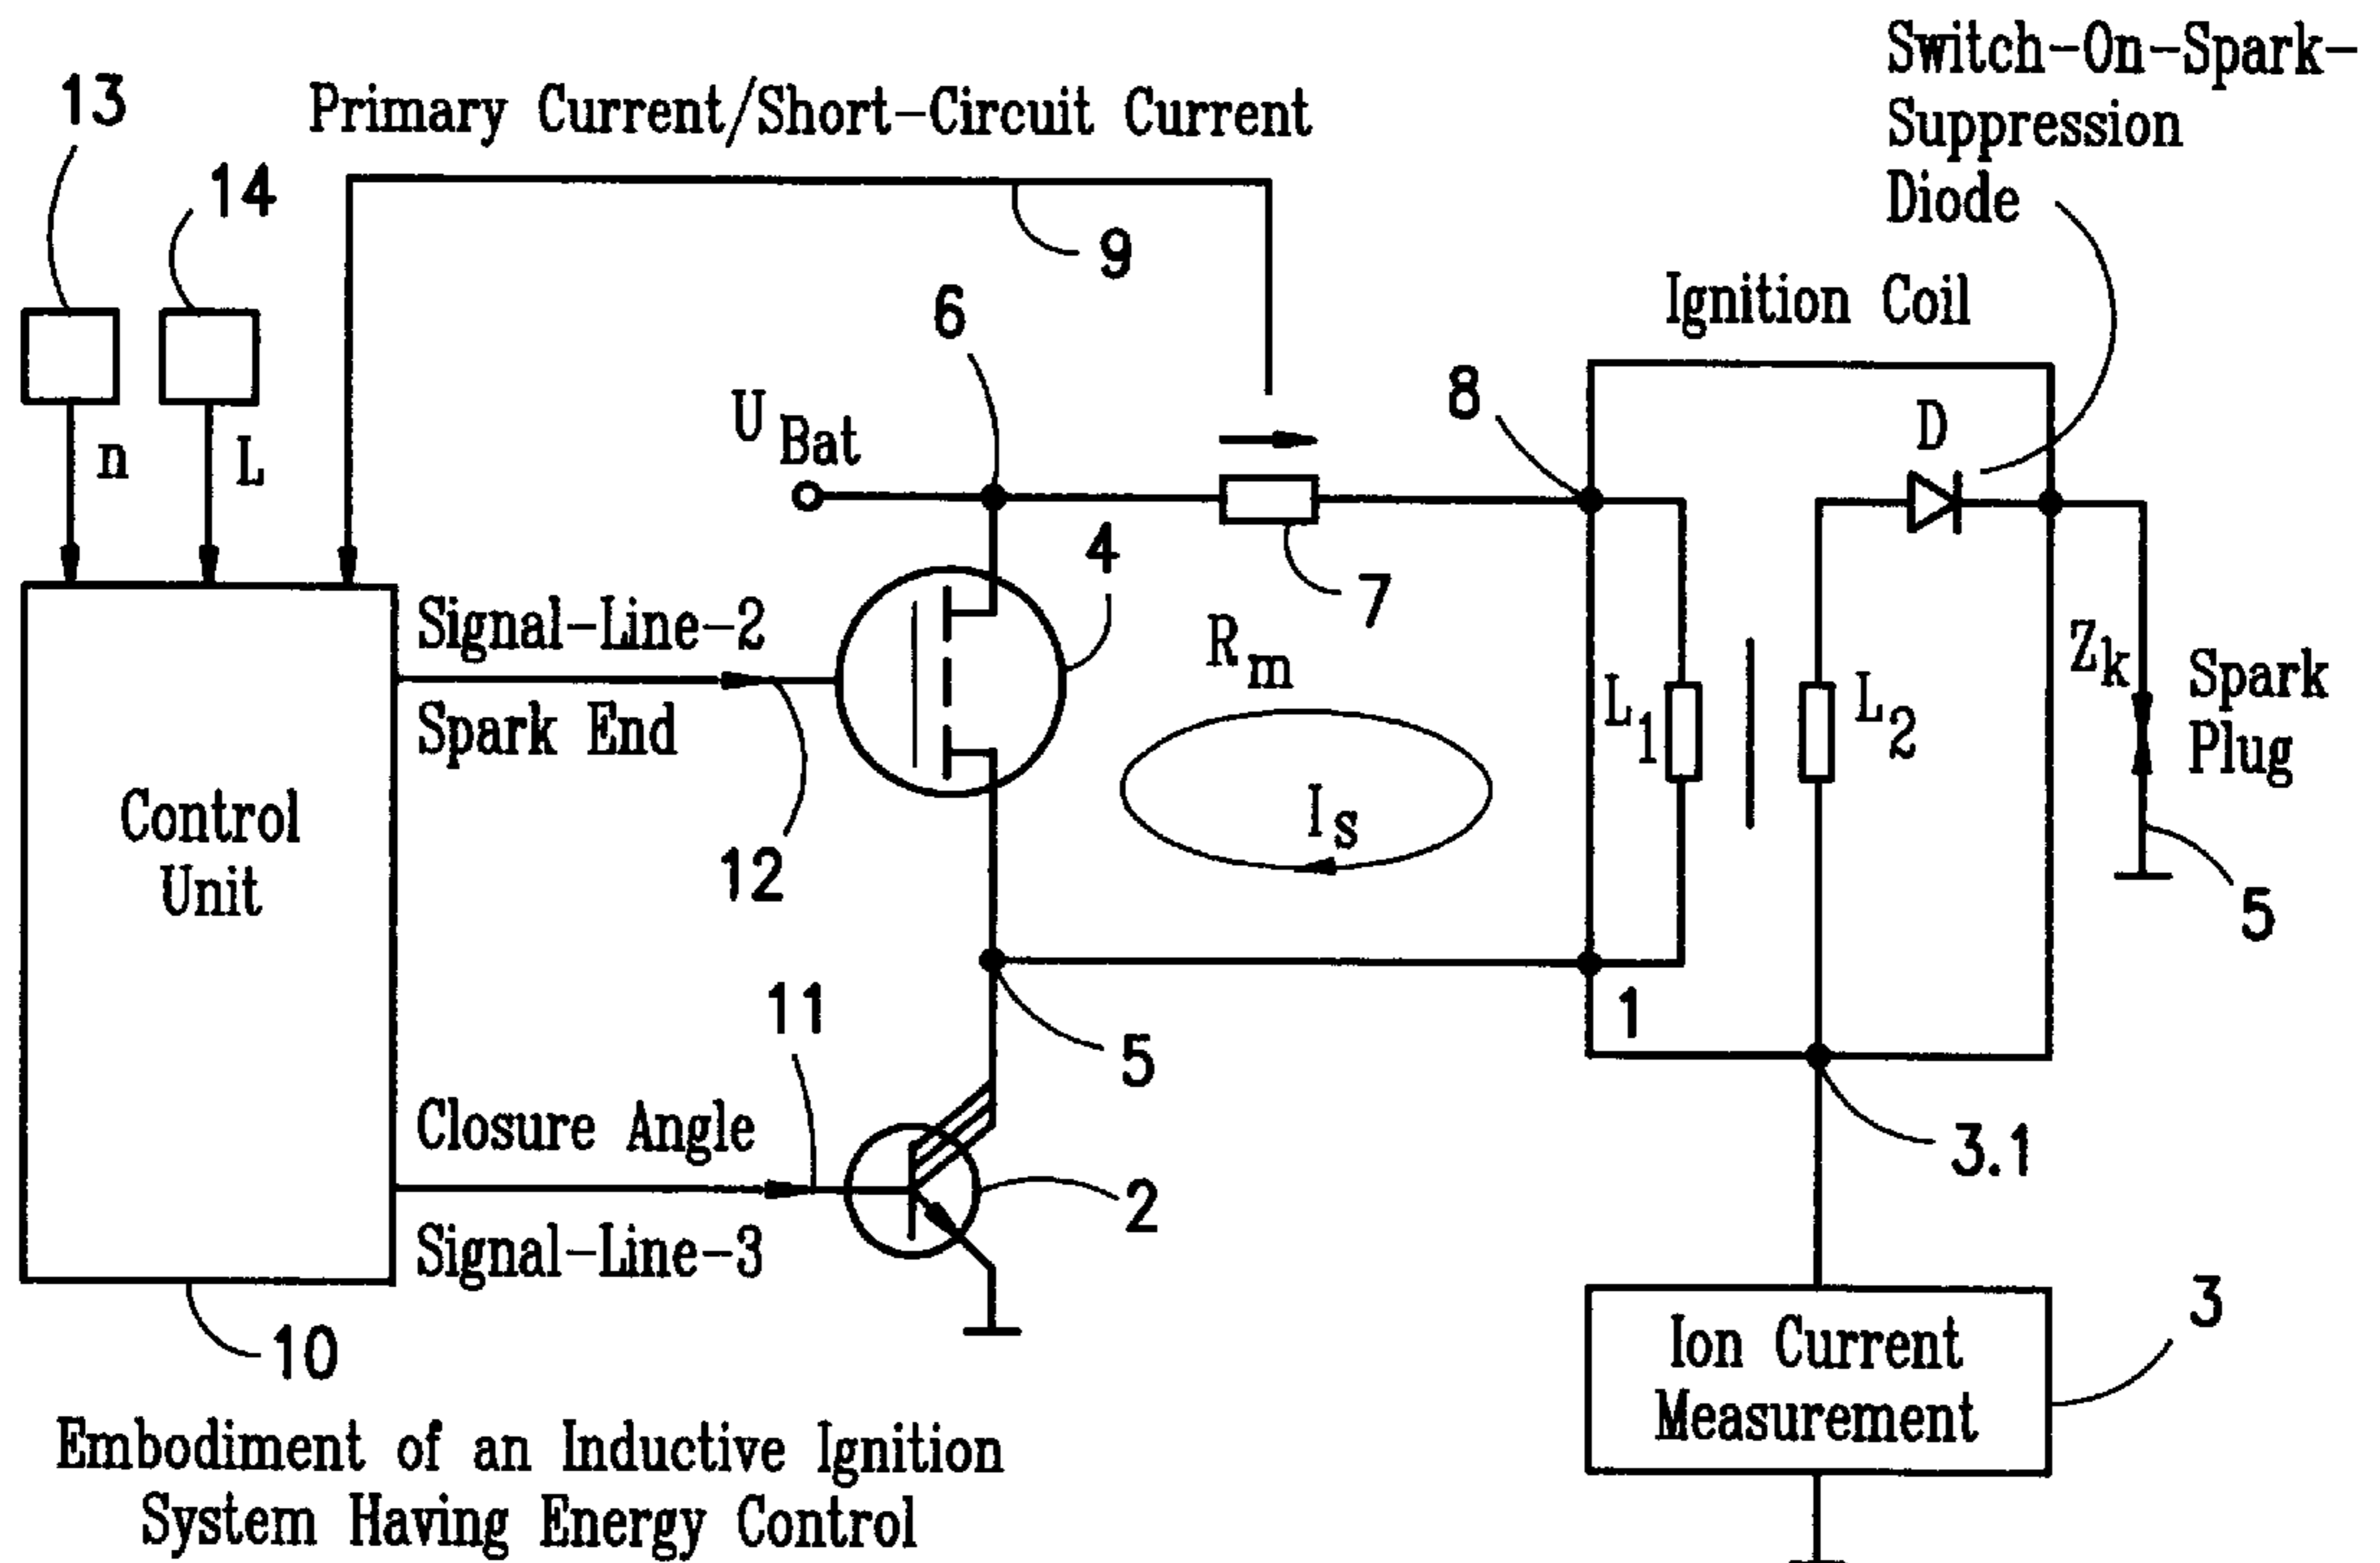 Switch-On-Spark-
Suppression
Diode
13
Primary Current/Short-Circuit Current
14
9
6
Ignition Coil
8
U Bat
D
n
L
4
7
Signal-Line-2
Spark End
R m
Z k
Spark
Plug
L 1
L 2
I s
Control
Unit
12
5
11
1
5
Closure Angle
3.1
2
Signal-Line-3
3
10
Ion Current
Measurement
Embodiment of an Inductive Ignition
System Having Energy Control